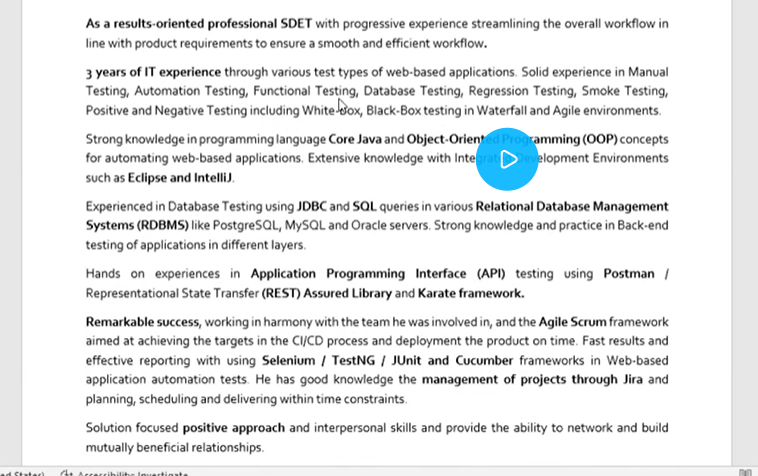 As a results-oriented professional SDET with progressive experience streamlining the overall workflow in
line with product requirements to ensure a smooth and efficient workflow.
3 years of IT experience through various test types of web-based applications. Solid experience in Manual
Testing, Automation Testing, Functional Testing, Database Testing, Regression Testing, Smoke Testing,
Positive and Negative Testing including White-Box, Black-Box testing in Waterfall and Agile environments.
Strong knowledge in programming language Core Java and Object-Oriented Programming (OOP) concepts
for automating web-based applications. Extensive knowledge with Integrated Development Environments
such as Eclipse and IntelliJ.
Experienced in Database Testing using JDBC and SQL queries in various Relational Database Management
Systems (RDBMS) like PostgreSQL, MySQL and Oracle servers. Strong knowledge and practice in Back-end
testing of applications in different layers.
Hands on experiences in Application Programming Interface (API) testing using Postman /
Representational State Transfer (REST) Assured Library and Karate framework.
Remarkable success, working in harmony with the team he was involved in, and the Agile Scrum framework
aimed at achieving the targets in the CI/CD process and deployment the product on time. Fast results and
effective reporting with using Selenium / TestNG / JUnit and Cucumber frameworks in Web-based
application automation tests. He has good knowledge the management of projects through Jira and
planning, scheduling and delivering within time constraints.
Solution focused positive approach and interpersonal skills and provide the ability to network and build
mutually beneficial relationships.